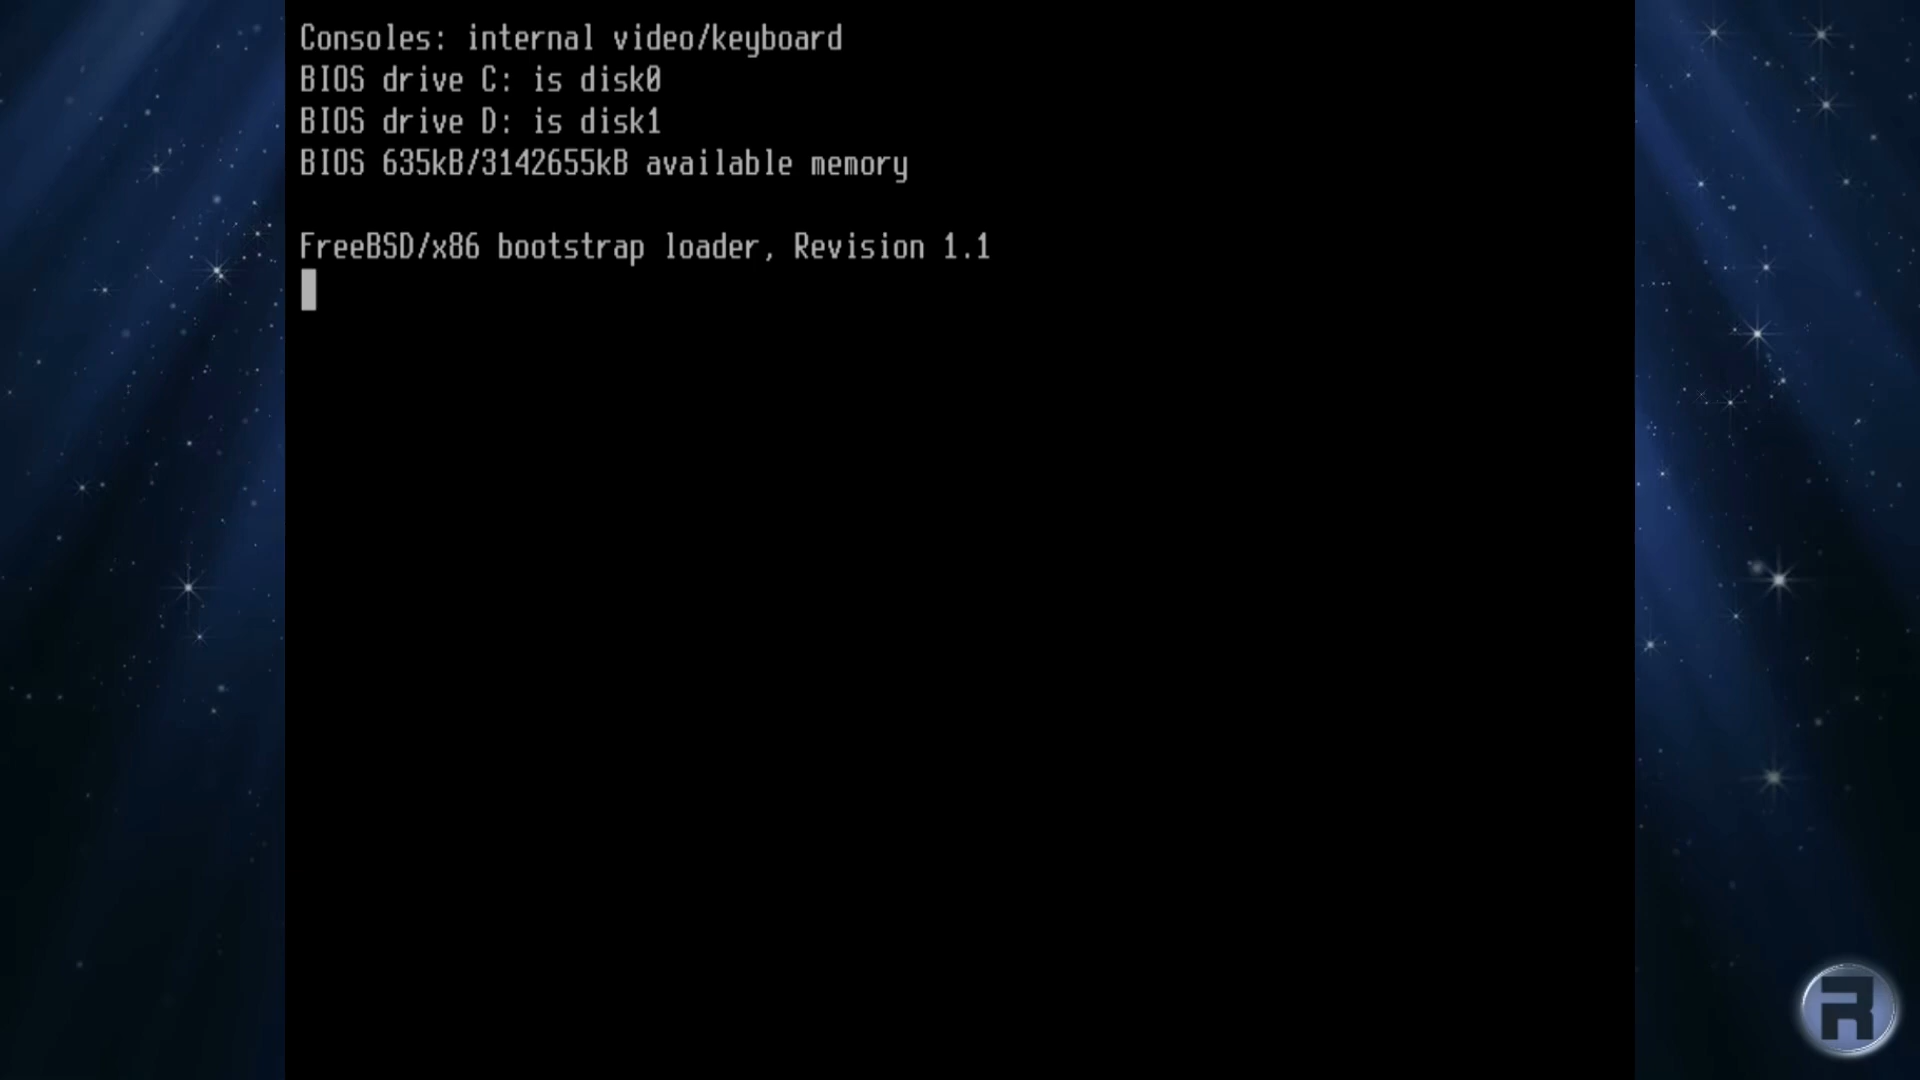 Consoles: internal video/keyboard
BIOS drive C: is disk0
BIOS drive D: is disk1
BIOS 635kB/3142655kB available memory
FreeBSD/x86 bootstrap loader, Revision 1.1
R